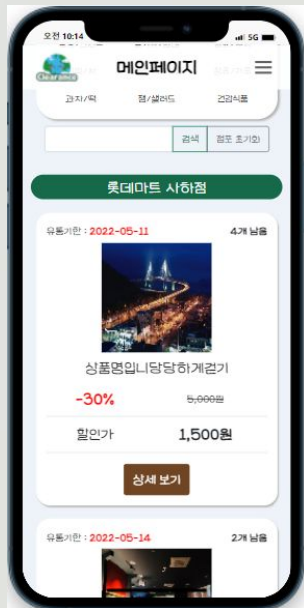 오전 10:14
5G
메인페이지
과자/떡 잼/샐러드 건강식품
검색 점포 초기화
롯데마트 사하점
유통기한 : 2022-05-11 4개 남음
상품명입니당당하게걷기
-30% 5,000원
할인가 1,500원
상세 보기
유통기한 : 2022-05-14 2개 남음